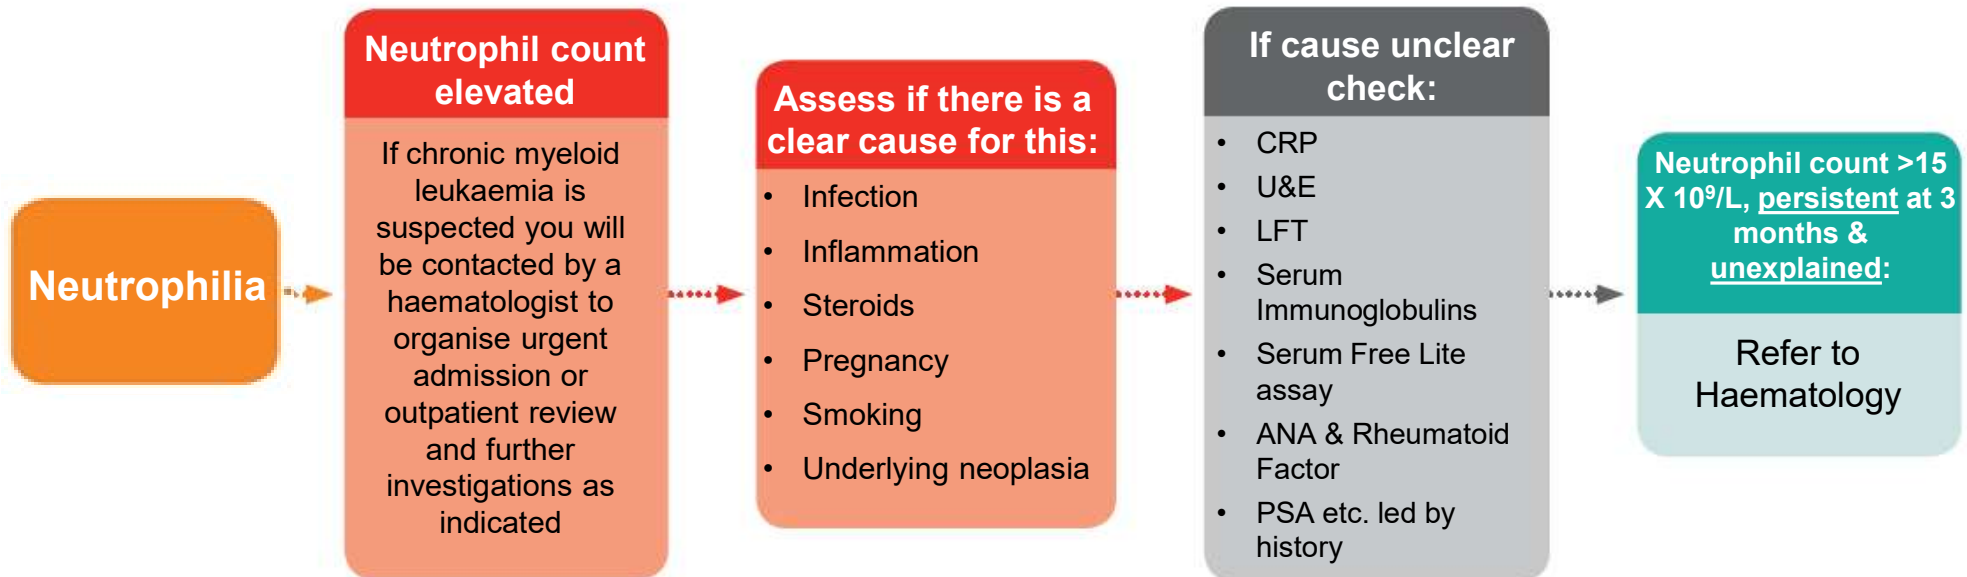 Neutrophilia
Neutrophil count
elevated
If chronic myeloid
leukaemia is
suspected you will
be contacted by a
haematologist to
organise urgent
admission or
outpatient review
and further
investigations as
indicated
Assess if there is a
clear cause for this:
• Infection
• Inflammation
• Steroids
• Pregnancy
• Smoking
• Underlying neoplasia
If cause unclear
check:
• CRP
• U&E
• LFT
• Serum
Immunoglobulins
• Serum Free Lite
assay
• ANA & Rheumatoid
Factor
• PSA etc. led by
history
Neutrophil count >15
X 10⁹/L, persistent at 3
months &
unexplained:
Refer to
Haematology